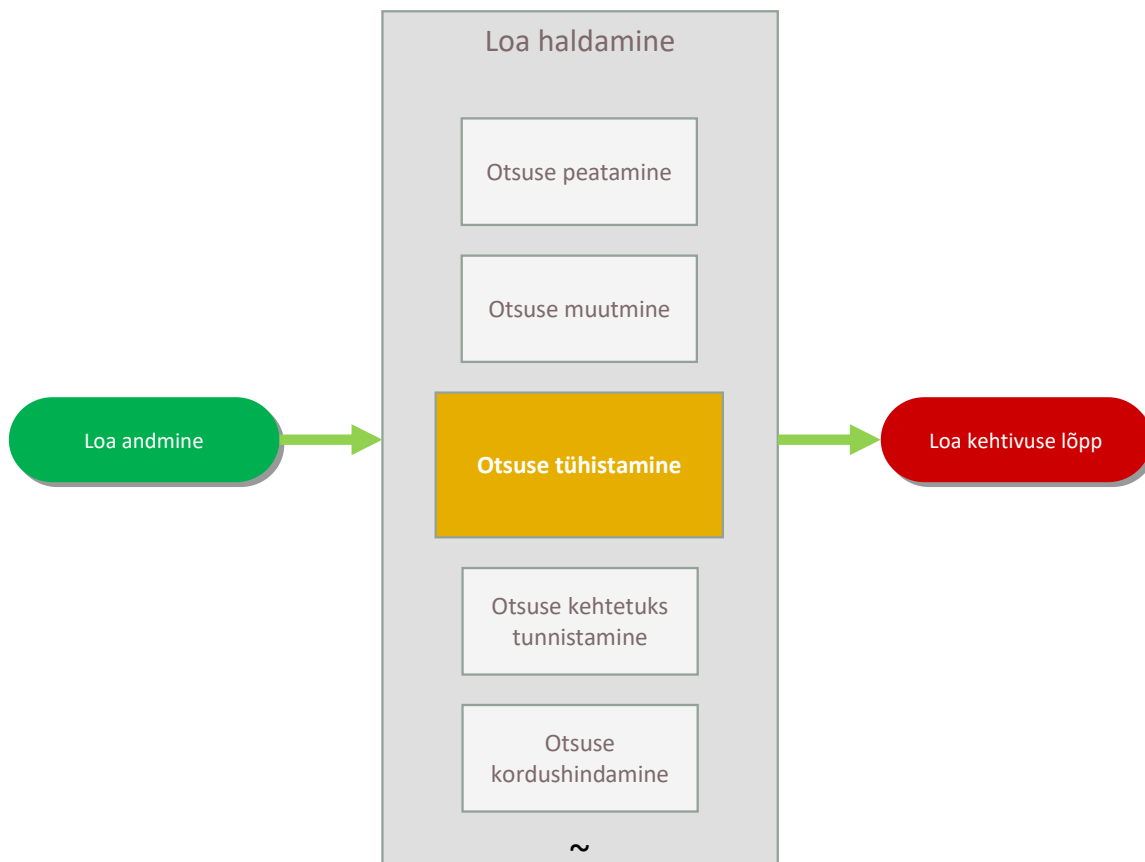 Loa haldamine
Otsuse peatamine
Otsuse muutmine
Loa andmine
Otsuse tühistamine
Loa kehtivuse lõpp
Otsuse kehtetuks
tunnistamine
Otsuse
kordushindamine
~